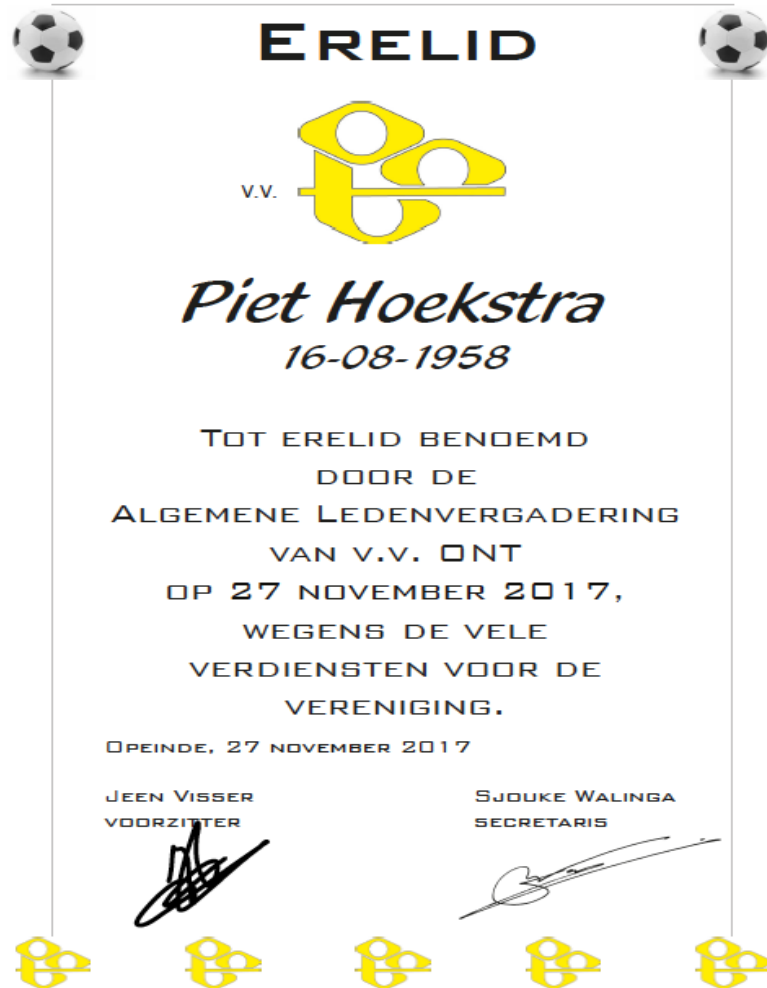 ERELID
v.v.
Piet Hoekstra
16-08-1958
TOT ERELID BENOEMD
DOOR DE
ALGEMENE LEDENVERGADERING
VAN V.V. ONT
OP 27 NOVEMBER 2017,
WEGENS DE VELE
VERDIENSTEN VOOR DE
VERENIGING.
OPEINDE, 27 NOVEMBER 2017
JEEN VISSER SJOUKE WALINGA
VOORZITTER SECRETARIS